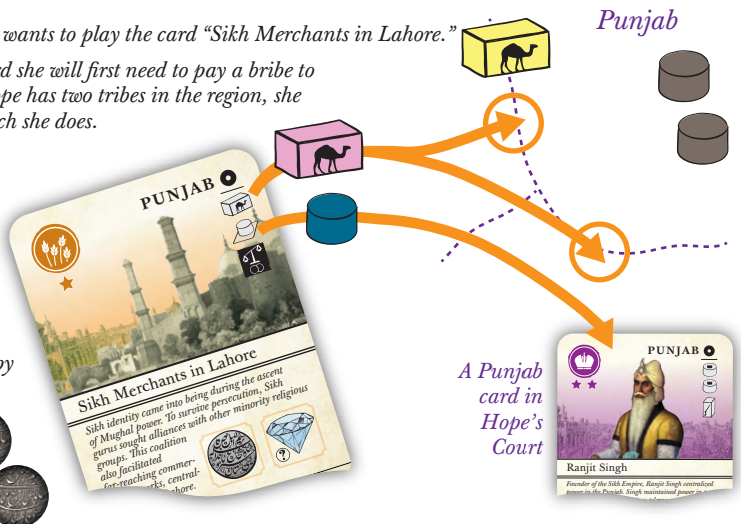 wants to play the card “Sikh Merchants in Lahore.”
she will first need to pay a bribe to
has two tribes in the region, she
she does.
Punjab
PUNJAB
Sikh Merchants in Lahore
Sikh identity came into being during the ascent
of Mughal power. To survive persecution, Sikh
gurus sought alliances with other minority religious
groups. This coalition
also facilitated
far-reaching commer-
central-
?
A Punjab
card in
Hope’s
Court
PUNJAB
Ranjit Singh
Founder of the Sikh Empire, Ranjit Singh centralized
power in the Punjab. Singh maintained power in